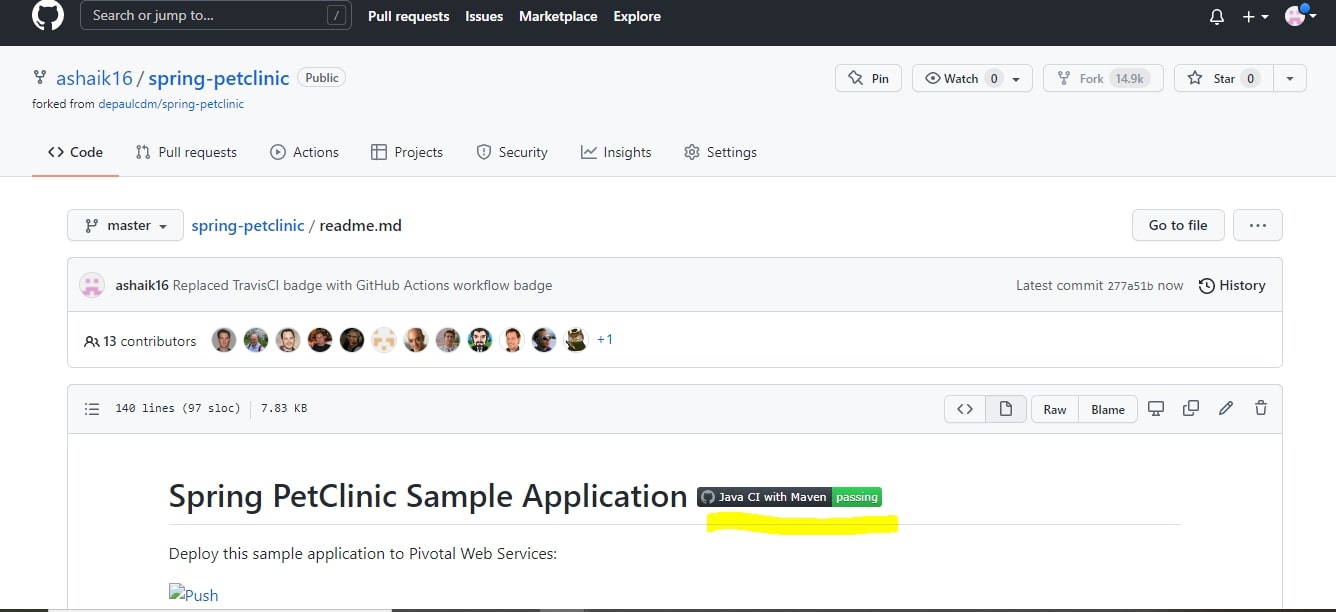 Search or jump to... / Pull requests Issues Marketplace Explore
ashaik16 / spring-petclinic Public Pin Watch 0 Fork 14.9k Star 0
forked from depaulcdm/spring-petclinic
Code Pull requests Actions Projects Security Insights Settings
master spring-petclinic / readme.md Go to file ...
ashaik16 Replaced TravisCI badge with GitHub Actions workflow badge Latest commit 277a51b now History
13 contributors +1
140 lines (97 sloc) 7.83 KB Raw Blame
Spring PetClinic Sample Application Java CI with Maven passing
Deploy this sample application to Pivotal Web Services:
Push